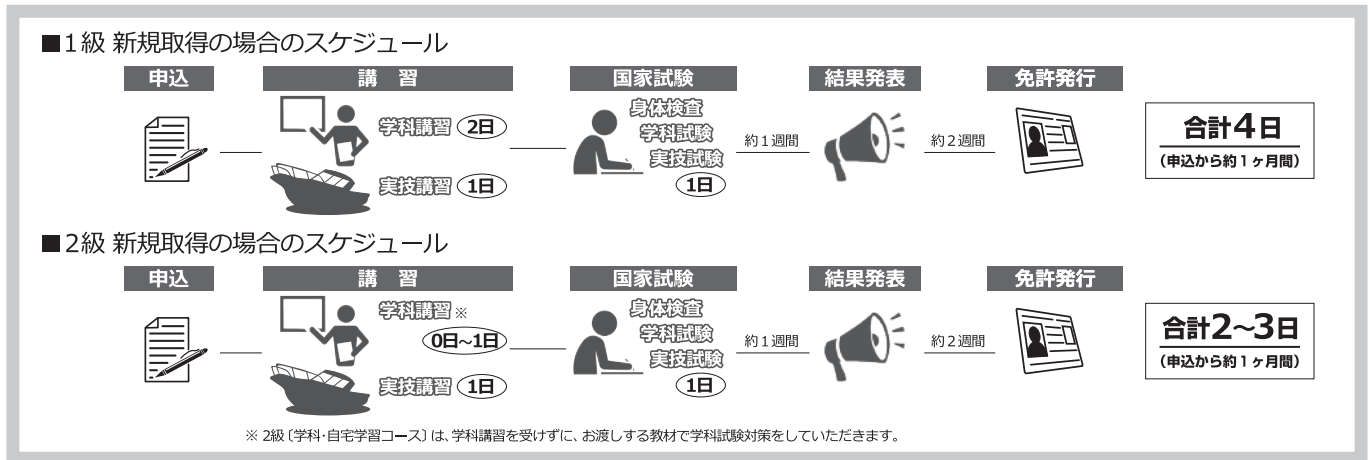 ■1級 新規取得の場合のスケジュール
申込 講習 国家試験 結果発表 免許発行
学科講習 2日
実技講習 1日
身体検査
学科試験
実技試験
1日
約1週間
約2週間
合計4日
(申込から約1ヶ月間)
■2級 新規取得の場合のスケジュール
申込 講習 国家試験 結果発表 免許発行
学科講習※
0日~1日
実技講習 1日
身体検査
学科試験
実技試験
1日
約1週間
約2週間
合計2~3日
(申込から約1ヶ月間)
※ 2級〔学科・自宅学習コース〕は、学科講習を受けずに、お渡しする教材で学科試験対策をしていただきます。